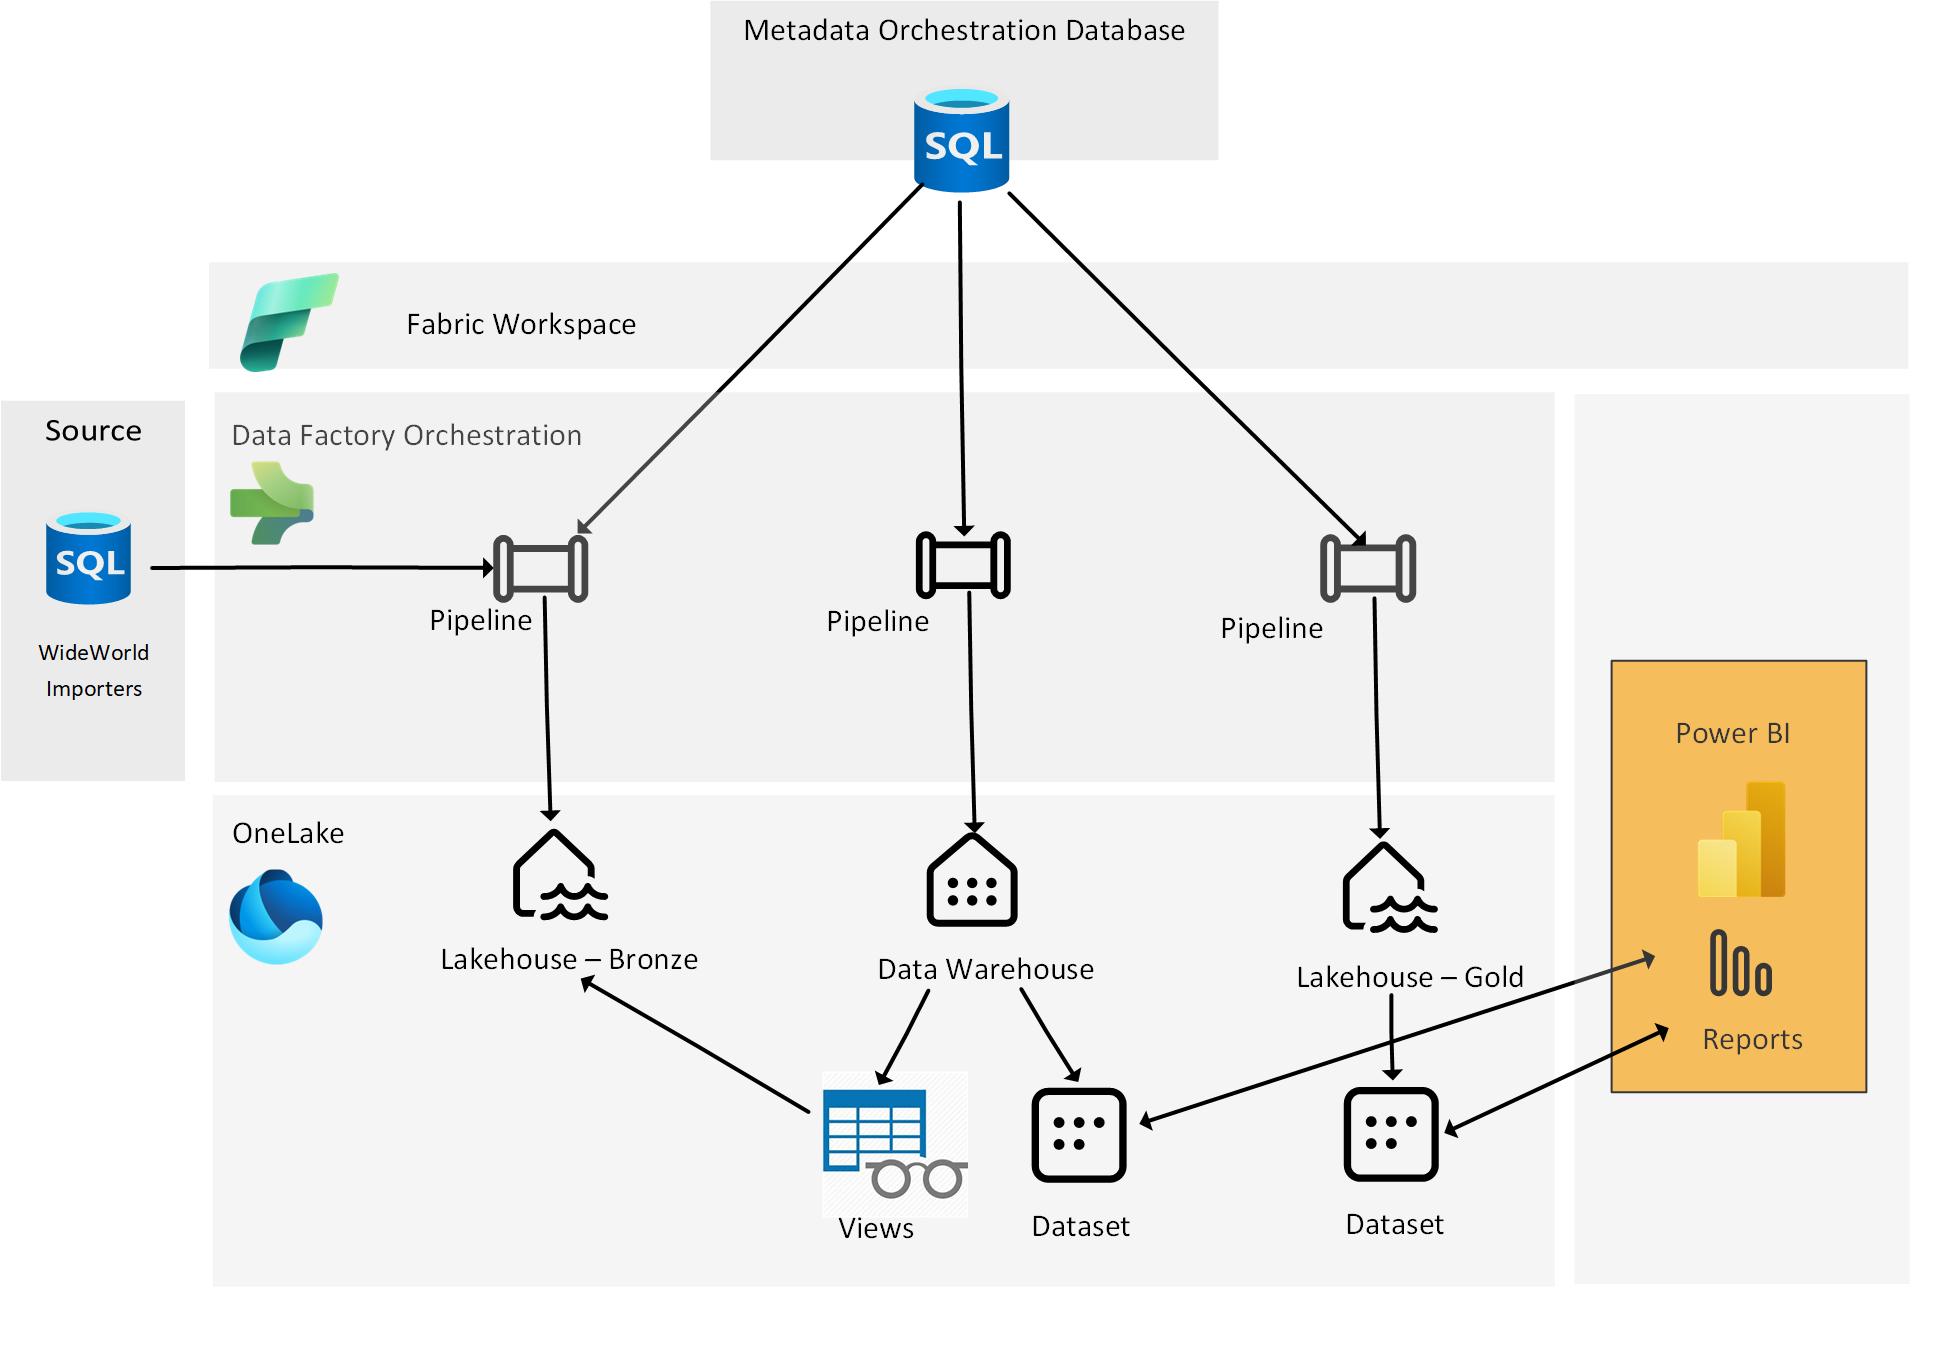 Metadata Orchestration Database
SQL
Fabric Workspace
Source
SQL
WideWorld
Importers
Data Factory Orchestration
Pipeline
Pipeline
Pipeline
Power BI
Reports
OneLake
Lakehouse – Bronze
Data Warehouse
Lakehouse – Gold
Views
Dataset
Dataset